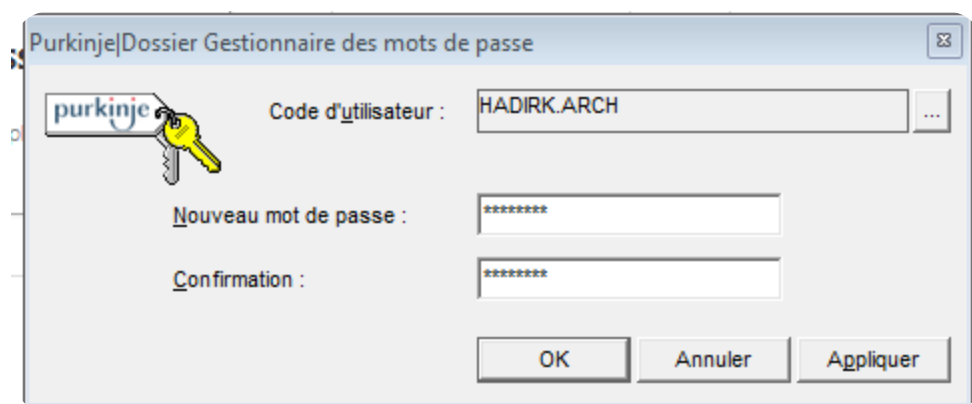 Purkinje|Dossier Gestionnaire des mots de passe
purkinje
Code d'utilisateur :
HADIRK.ARCH
...
Nouveau mot de passe :
********
Confirmation :
********
OK
Annuler
Appliquer